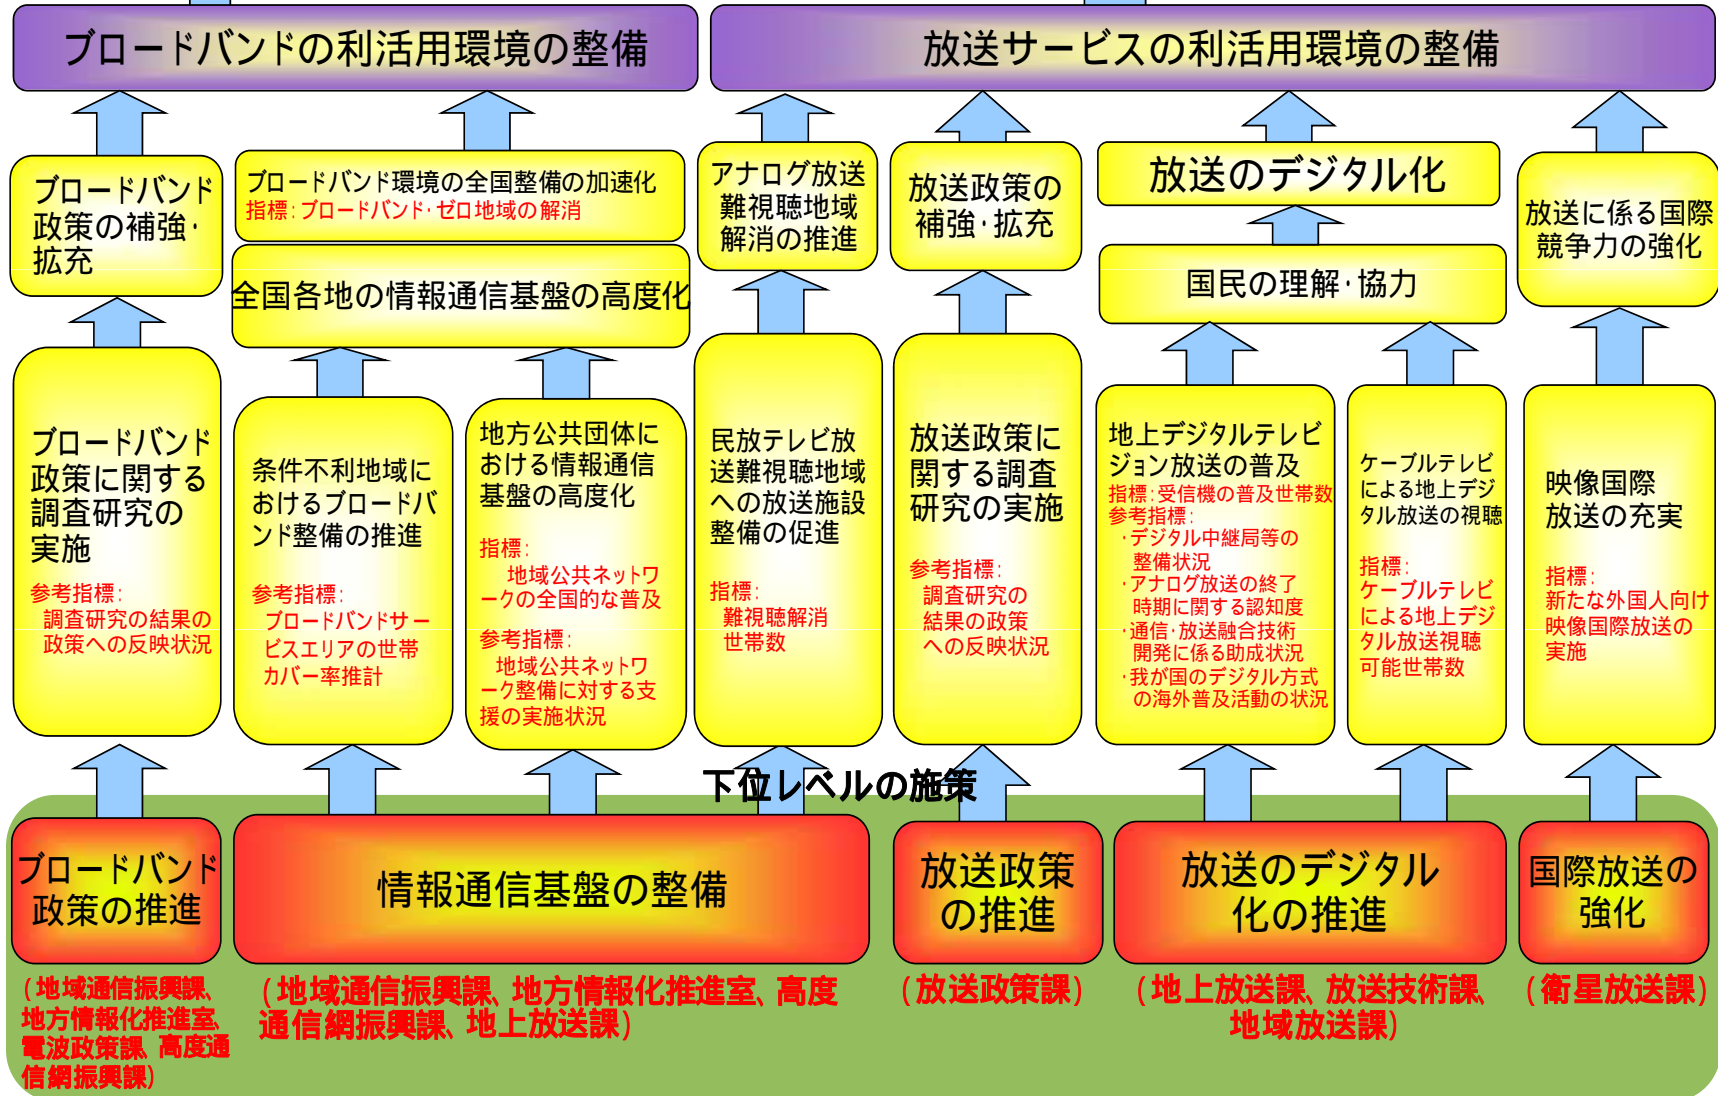 ブロードバンドの利活用環境の整備
放送サービスの利活用環境の整備
ブロードバンド
政策の補強・
拡充
ブロードバンド環境の全国整備の加速化
指標：ブロードバンド・ゼロ地域の解消
全国各地の情報通信基盤の高度化
アナログ放送
難視聴地域
解消の推進
放送政策の
補強・拡充
放送のデジタル化
国民の理解・協力
放送に係る国際
競争力の強化
ブロードバンド
政策に関する
調査研究の
実施
参考指標：
調査研究の結果の
政策への反映状況
条件不利地域に
おけるブロードバ
ンド整備の推進
参考指標：
ブロードバンドサー
ビスエリアの世帯
カバー率推計
地方公共団体に
おける情報通信
基盤の高度化
指標：
地域公共ネットワ
ークの全国的な普及
参考指標：
地域公共ネットワ
ーク整備に対する支
援の実施状況
民放テレビ放
送難視聴地域
への放送施設
整備の促進
指標：
難視聴解消
世帯数
放送政策に
関する調査
研究の実施
参考指標：
調査研究の
結果の政策
への反映状況
地上デジタルテレビ
ジョン放送の普及
指標：受信機の普及世帯数
参考指標：
・デジタル中継局等の
整備状況
・アナログ放送の終了
時期に関する認知度
・通信・放送融合技術
開発に係る助成状況
・我が国のデジタル方式
の海外普及活動の状況
ケーブルテレビ
による地上デジ
タル放送の視聴
指標：
ケーブルテレビ
による地上デジ
タル放送視聴
可能世帯数
映像国際
放送の充実
指標：
新たな外国人向け
映像国際放送の
実施
下位レベルの施策
ブロードバンド
政策の推進
情報通信基盤の整備
放送政策
の推進
放送のデジタル
化の推進
国際放送の
強化
（地域通信振興課、
地方情報化推進室、
電波政策課、高度通
信網振興課）
（地域通信振興課、地方情報化推進室、高度
通信網振興課、地上放送課）
（放送政策課）
（地上放送課、放送技術課、
地域放送課）
（衛星放送課）